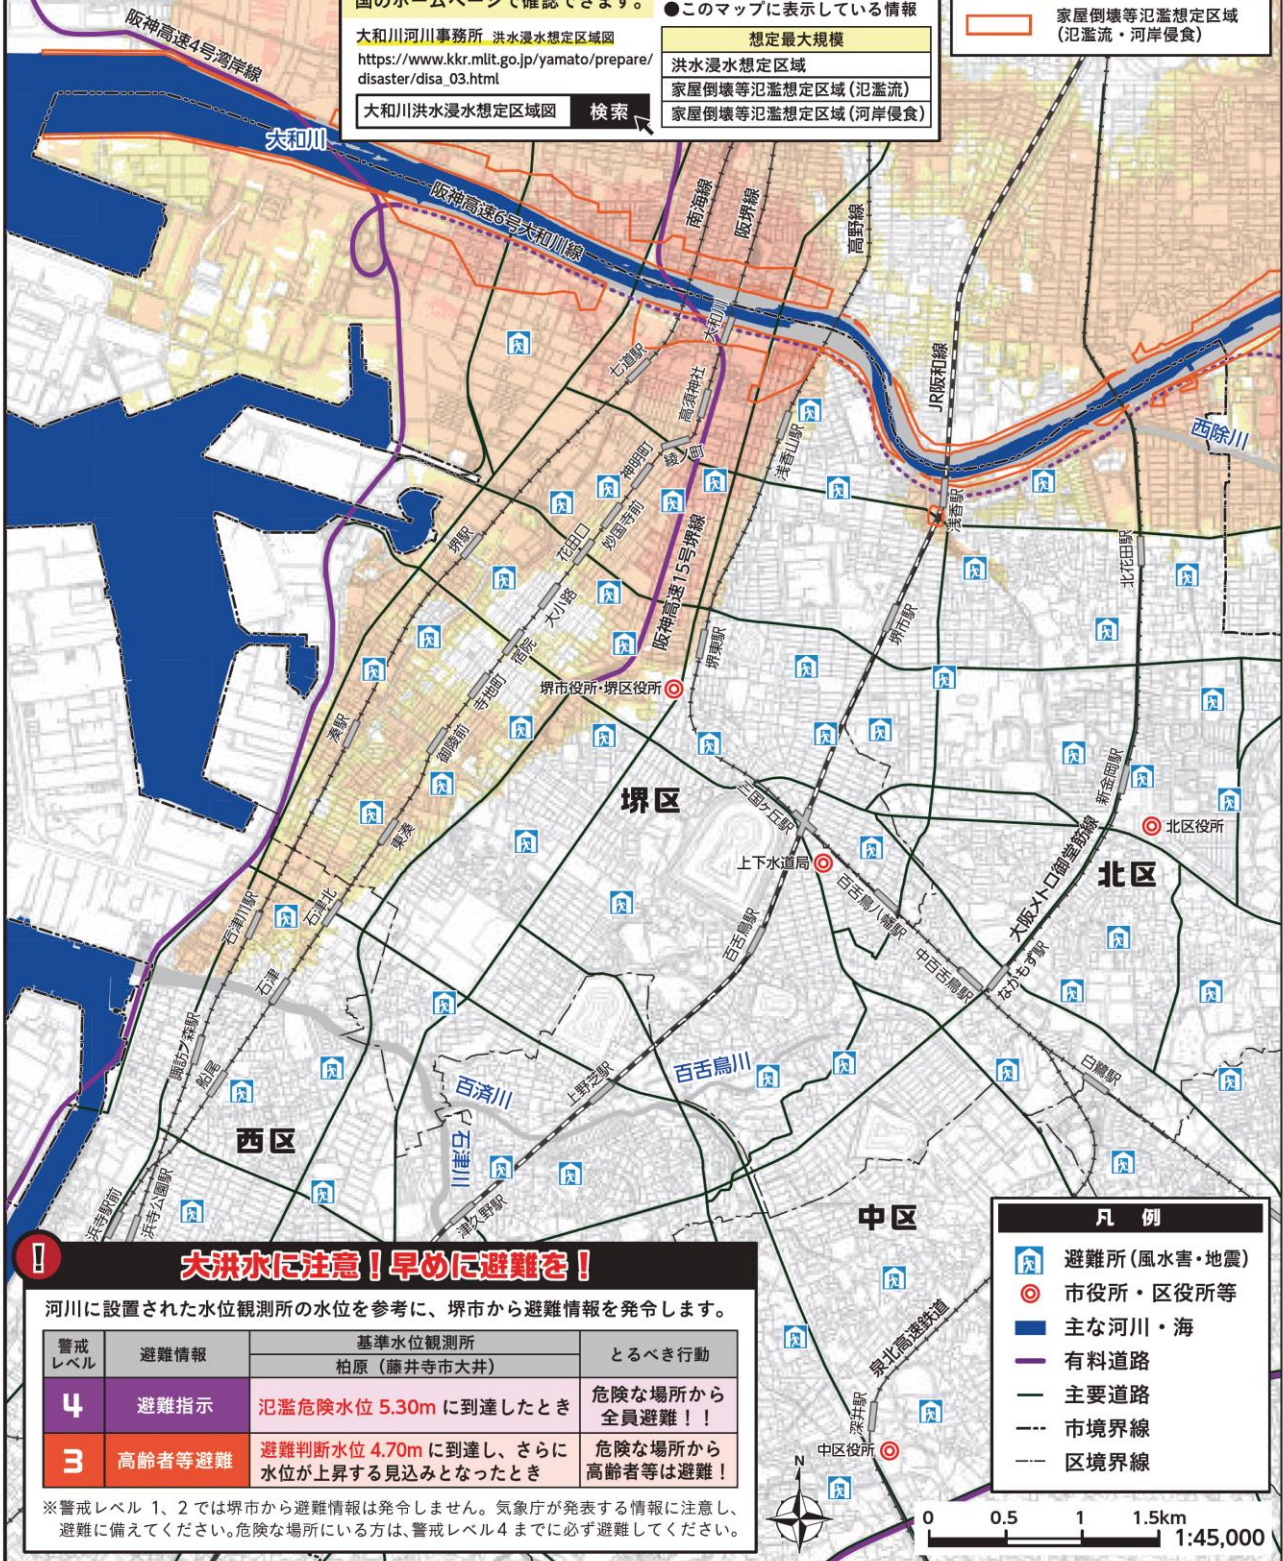 国のホームページで確認できます。
大和川河川事務所 洪水浸水想定区域図
https://www.kkr.mlit.go.jp/yamato/prepare/
disaster/disa_03.html
大和川洪水浸水想定区域図 検索
●このマップに表示している情報
想定最大規模
洪水浸水想定区域
家屋倒壊等氾濫想定区域(氾濫流)
家屋倒壊等氾濫想定区域(河岸侵食)
家屋倒壊等氾濫想定区域
(氾濫流・河岸侵食)
阪神高速4号湾岸線
大和川
阪神高速6号大和川線
南海線
阪堺線
高野線
JR阪和線
西除川
大和川
七道駅
高須神社
綾ノ町
神明町
妙国寺前
花田口
大小路
宿院
寺地町
御陵前
東湊
石津北
石津
船尾
浅香山駅
浅香駅
北花田駅
堺駅
阪神高速15号堺線
堺東駅
堺市駅
堺市役所・堺区役所
湊駅
堺区
三国ケ丘駅
新金岡駅
北区役所
上下水道局
北区
大阪メトロ御堂筋線
百舌鳥八幡駅
百舌鳥駅
中百舌鳥駅
なかもず駅
石津川駅
諏訪ノ森駅
百済川
上野芝駅
百舌鳥川
白鷺駅
西区
石津川
津久野駅
浜寺駅前
浜寺公園駅
中区
泉北高速鉄道
深井駅
中区役所
!
大洪水に注意！早めに避難を！
河川に設置された水位観測所の水位を参考に、堺市から避難情報を発令します。
警戒レベル
避難情報
基準水位観測所
柏原（藤井寺市大井）
とるべき行動
4
避難指示
氾濫危険水位 5.30m に到達したとき
危険な場所から
全員避難！！
3
高齢者等避難
避難判断水位 4.70m に到達し、さらに
水位が上昇する見込みとなったとき
危険な場所から
高齢者等は避難！
※警戒レベル 1、2 では堺市から避難情報は発令しません。気象庁が発表する情報に注意し、
避難に備えてください。危険な場所にいる方は、警戒レベル4 までに必ず避難してください。
凡 例
避難所(風水害・地震)
市役所・区役所等
主な河川・海
有料道路
主要道路
市境界線
区境界線
N
0 0.5 1 1.5km
1:45,000